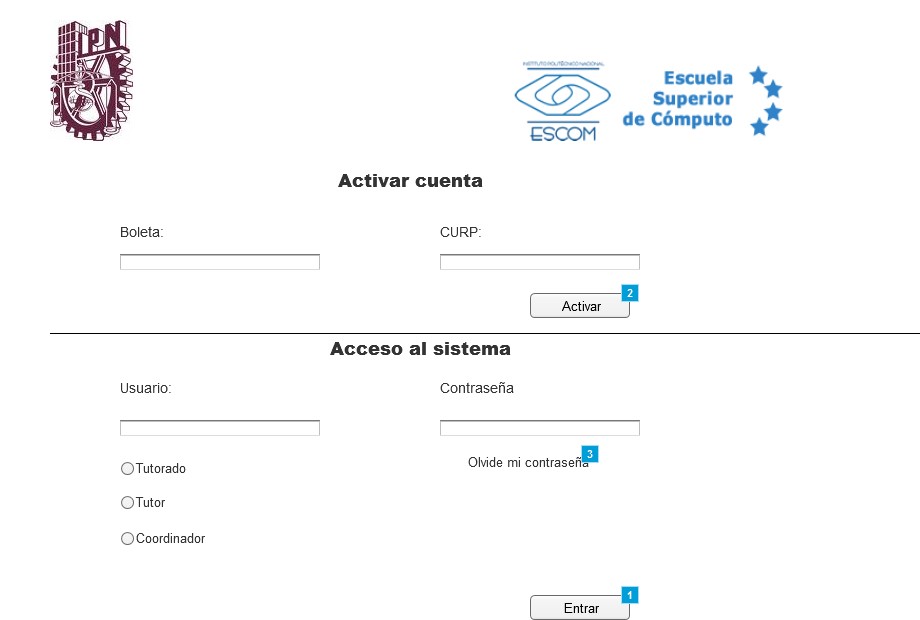 IPN
INSTITUTO POLITÉCNICO NACIONAL
ESCOM
Escuela
Superior
de Cómputo
Activar cuenta
Boleta:
CURP:
2
Activar
Acceso al sistema
Usuario:
Contraseña
3
Olvide mi contraseña
Tutorado
Tutor
Coordinador
1
Entrar